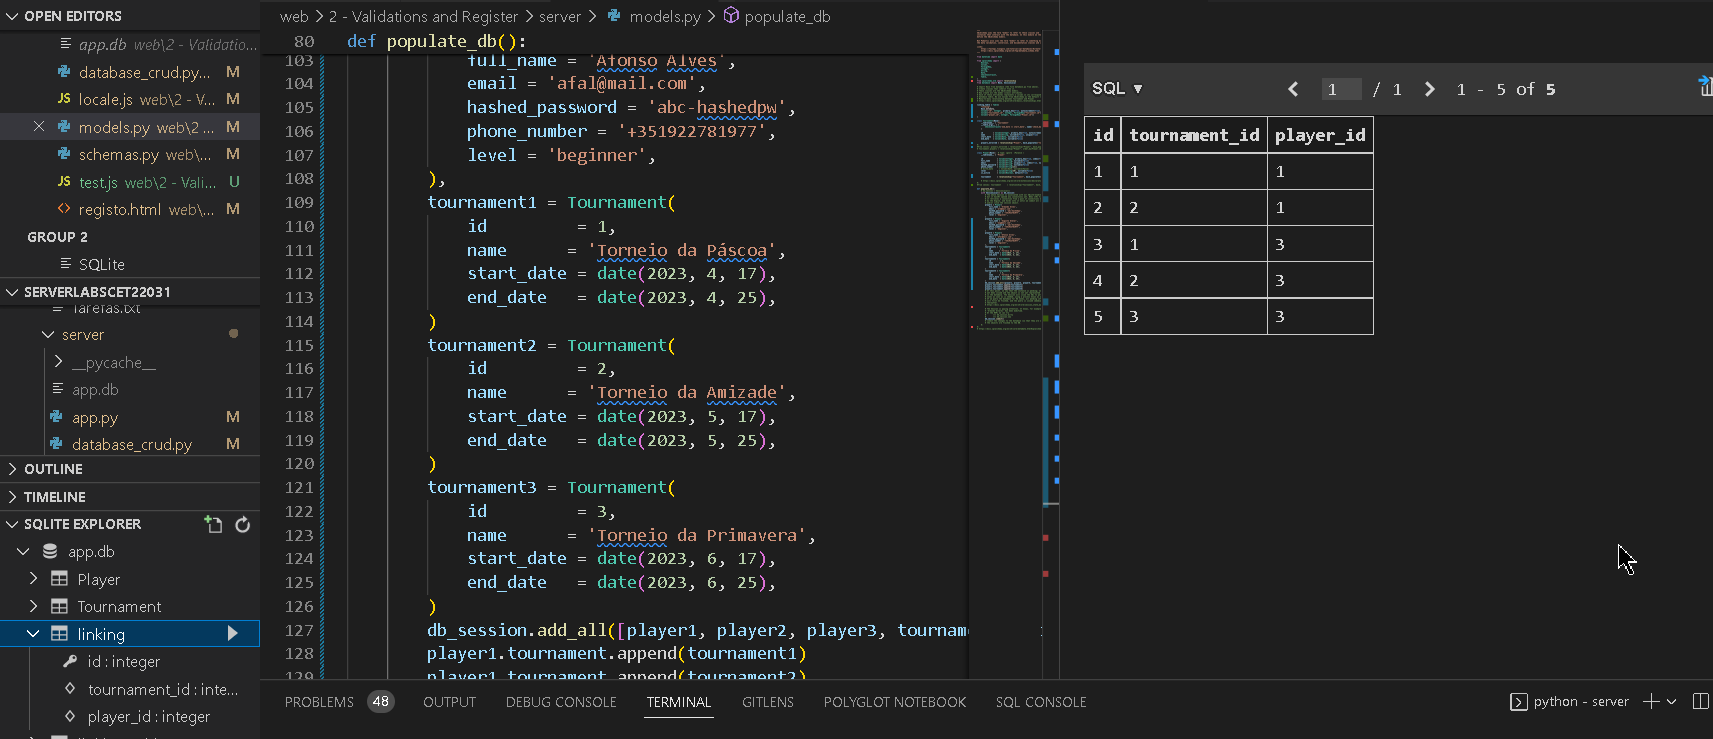 OPEN EDITORS
app.db web\2 - Validatio...
database_crud.py... M
JS locale.js web\2 - V... M
models.py web\2 ... M
schemas.py web\... M
JS test.js web\2 - Vali... U
<> registo.html web\... M
GROUP 2
SQLite
SERVERLABSCET22031
Tarefas.txt
server
__pycache__
app.db
app.py M
database_crud.py M
OUTLINE
TIMELINE
SQLITE EXPLORER
app.db
Player
Tournament
linking
id : integer
tournament_id : inte...
player_id : integer
web > 2 - Validations and Register > server > models.py > populate_db
80 def populate_db():
103 full_name = 'Afonso Alves',
104 email = 'afal@mail.com',
105 hashed_password = 'abc-hashedpw',
106 phone_number = '+351922781977',
107 level = 'beginner',
108 ),
109 tournament1 = Tournament(
110 id = 1,
111 name = 'Torneio da Páscoa',
112 start_date = date(2023, 4, 17),
113 end_date = date(2023, 4, 25),
114 )
115 tournament2 = Tournament(
116 id = 2,
117 name = 'Torneio da Amizade',
118 start_date = date(2023, 5, 17),
119 end_date = date(2023, 5, 25),
120 )
121 tournament3 = Tournament(
122 id = 3,
123 name = 'Torneio da Primavera',
124 start_date = date(2023, 6, 17),
125 end_date = date(2023, 6, 25),
126 )
127 db_session.add_all([player1, player2, player3, tournam
128 player1.tournament.append(tournament1)
129 player1.tournament.append(tournament2)
SQL ▼ < 1 / 1 > 1 - 5 of 5
id tournament_id player_id
1 1 1
2 2 1
3 1 3
4 2 3
5 3 3
PROBLEMS 48 OUTPUT DEBUG CONSOLE TERMINAL GITLENS POLYGLOT NOTEBOOK SQL CONSOLE python - server